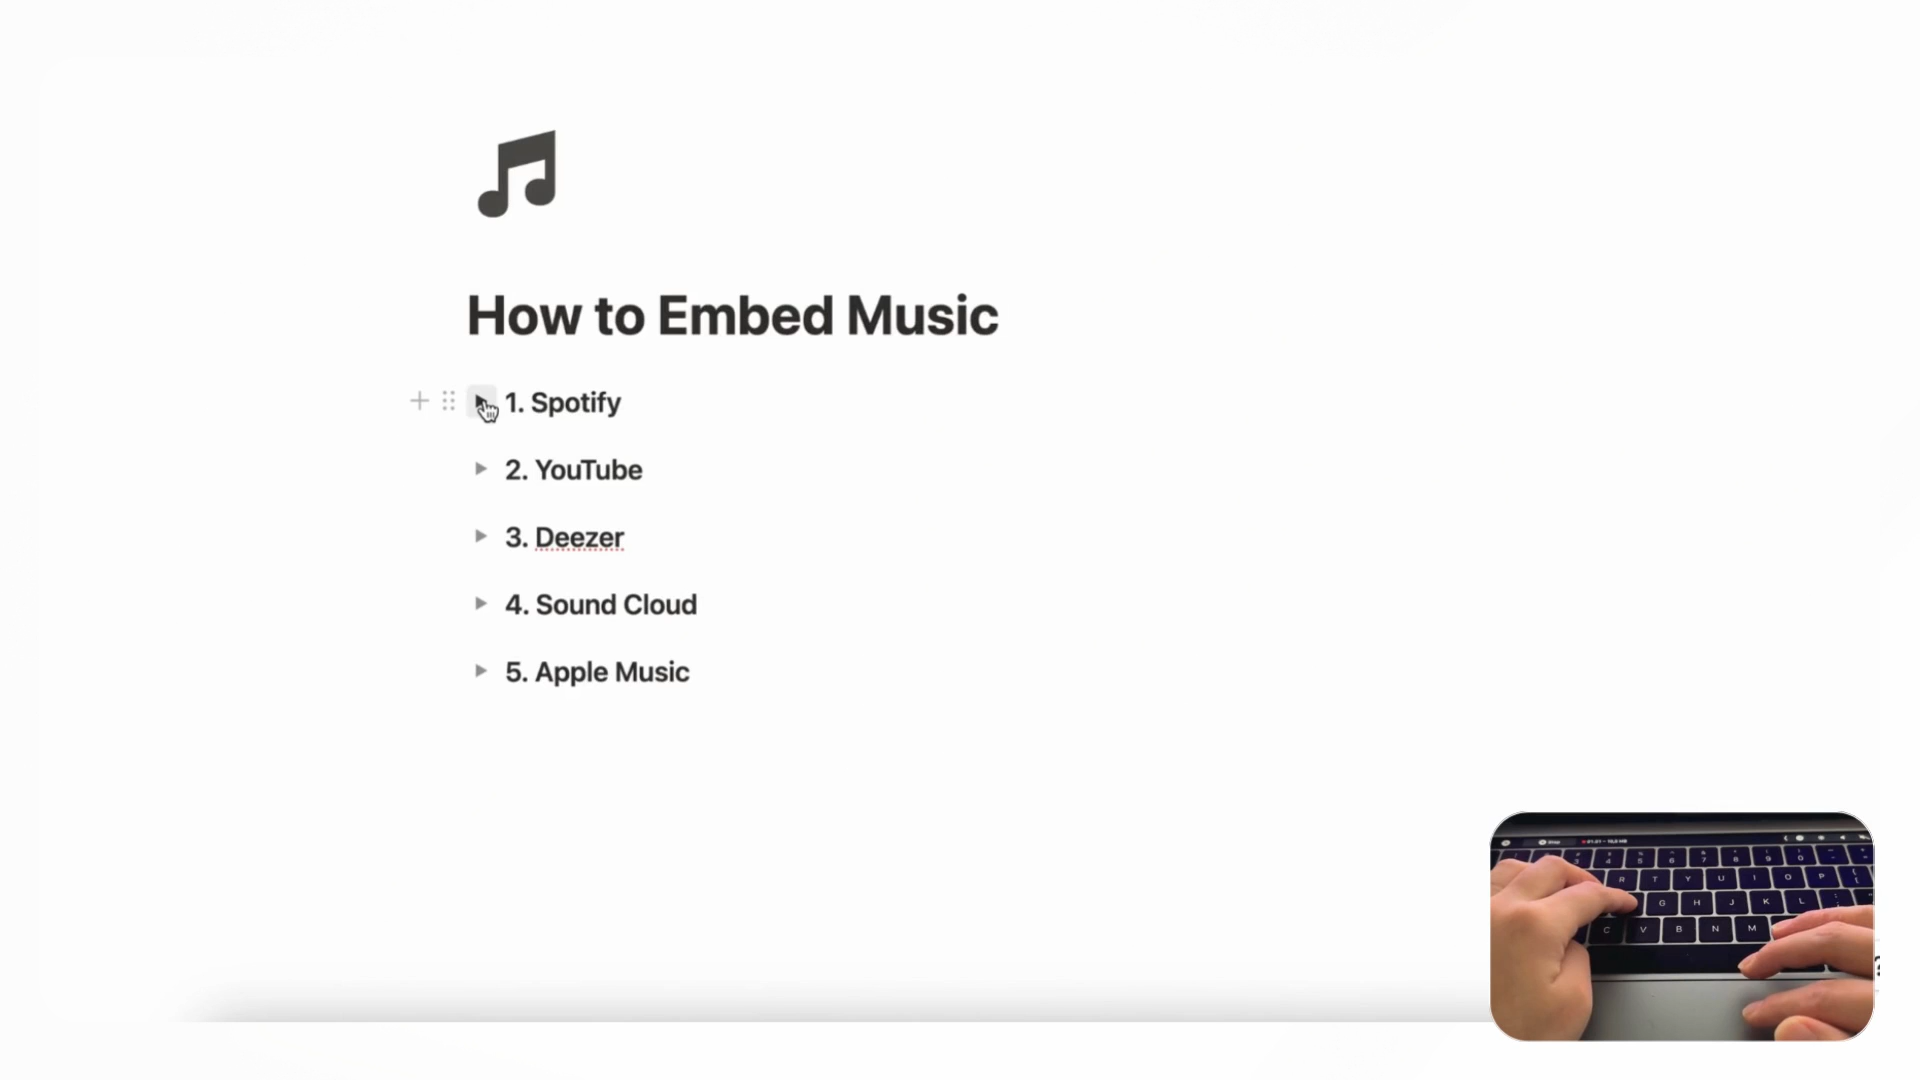 How to Embed Music
1. Spotify
2. YouTube
3. Deezer
4. Sound Cloud
5. Apple Music
R T Y U I O P
G H J K L
C V B N M